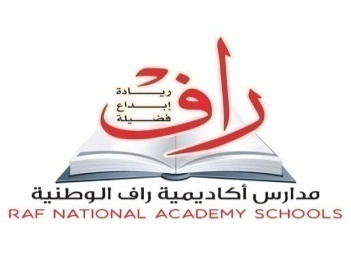 راف
ريادة
إبداع
فضيلة
مدارس أكاديمية راف الوطنية
RAF NATIONAL ACADEMY SCHOOLS